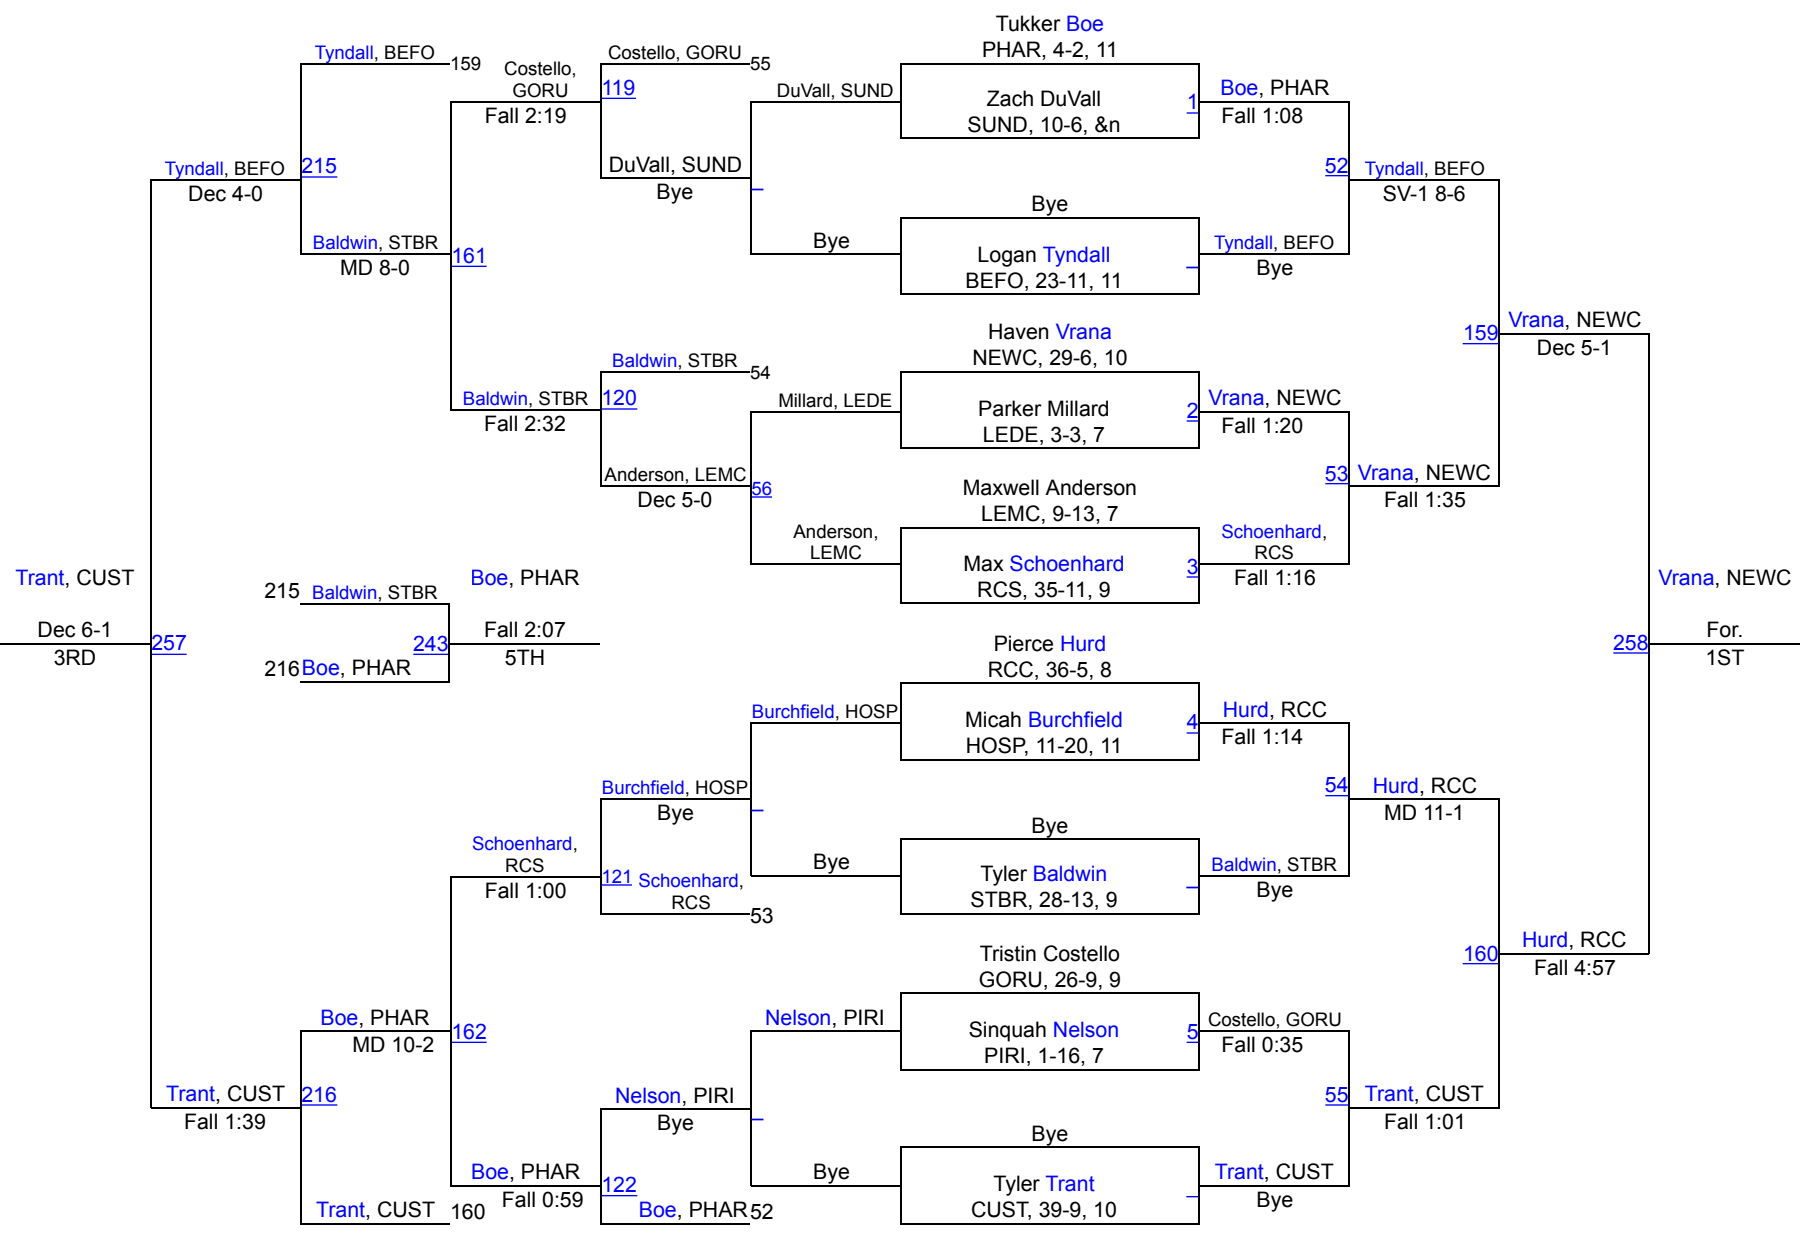 Tukker Boe
PHAR, 4-2, 11
Zach DuVall
SUND, 10-6, &n
1
Bye
Logan Tyndall
BEFO, 23-11, 11
Haven Vrana
NEWC, 29-6, 10
Parker Millard
LEDE, 3-3, 7
2
Maxwell Anderson
LEMC, 9-13, 7
Max Schoenhard
RCS, 35-11, 9
3
Pierce Hurd
RCC, 36-5, 8
Micah Burchfield
HOSP, 11-20, 11
4
Bye
Tyler Baldwin
STBR, 28-13, 9
Tristin Costello
GORU, 26-9, 9
Sinquah Nelson
PIRI, 1-16, 7
5
Bye
Tyler Trant
CUST, 39-9, 10
Boe, PHAR
Fall 1:08
52
Tyndall, BEFO
Bye
Vrana, NEWC
Fall 1:20
53
Schoenhard,
RCS
Fall 1:16
Hurd, RCC
Fall 1:14
54
Baldwin, STBR
Bye
Costello, GORU
Fall 0:35
55
Trant, CUST
Bye
Tyndall, BEFO
SV-1 8-6
159
Vrana, NEWC
Fall 1:35
Hurd, RCC
MD 11-1
160
Trant, CUST
Fall 1:01
Vrana, NEWC
Dec 5-1
258
Hurd, RCC
Fall 4:57
Vrana, NEWC
For.
1ST
DuVall, SUND
Bye
Millard, LEDE
56
Anderson,
LEMC
Burchfield, HOSP
Bye
Nelson, PIRI
Bye
Costello, GORU
55
119
DuVall, SUND
Bye
Baldwin, STBR
54
120
Anderson, LEMC
Dec 5-0
Burchfield, HOSP
Bye
121
Schoenhard,
RCS
53
Nelson, PIRI
Bye
122
Boe, PHAR
52
Costello,
GORU
Fall 2:19
161
Baldwin, STBR
Fall 2:32
Schoenhard,
RCS
Fall 1:00
162
Boe, PHAR
Fall 0:59
Tyndall, BEFO
159
215
Baldwin, STBR
MD 8-0
Boe, PHAR
MD 10-2
216
Trant, CUST
160
Tyndall, BEFO
Dec 4-0
257
Trant, CUST
Fall 1:39
Trant, CUST
Dec 6-1
3RD
215
Baldwin, STBR
243
216
Boe, PHAR
Boe, PHAR
Fall 2:07
5TH